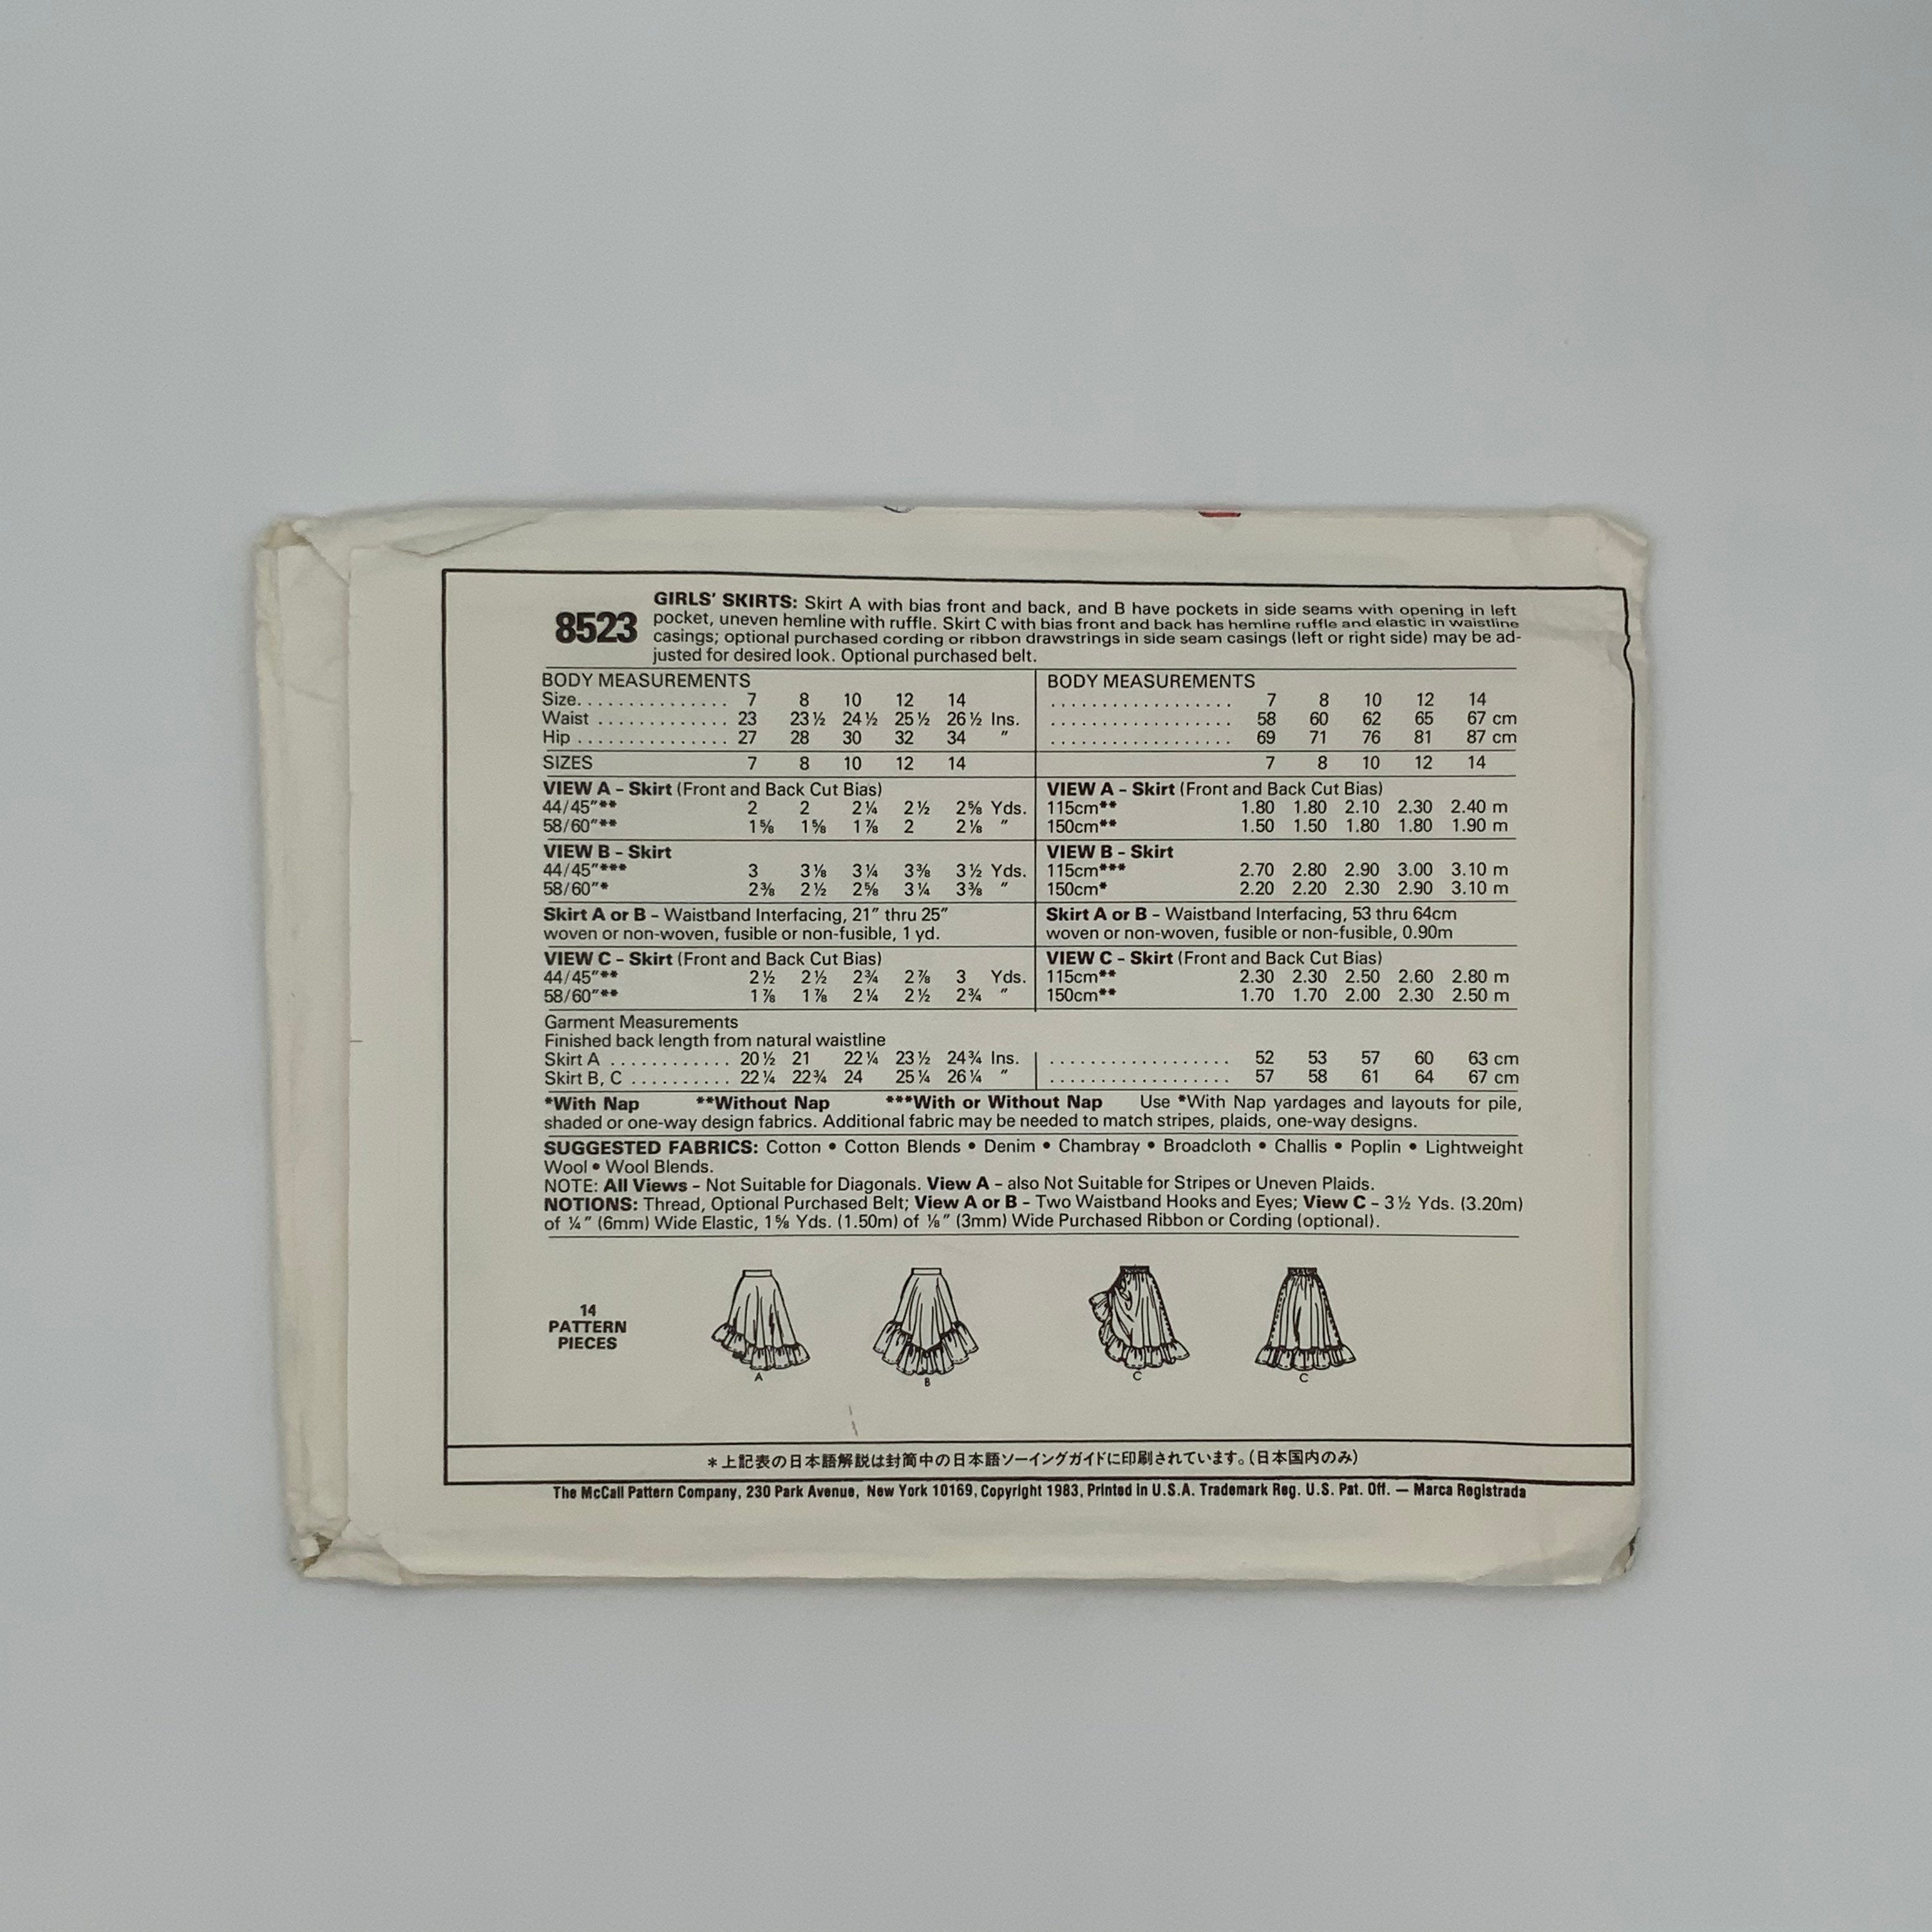 8523
GIRLS' SKIRTS: Skirt A with bias front and back, and B have pockets in side seams with opening in left
pocket, uneven hemline with ruffle. Skirt C with bias front and back has hemline ruffle and elastic in waistline
casings; optional purchased cording or ribbon drawstrings in side seam casings (left or right side) may be ad-
justed for desired look. Optional purchased belt.
BODY MEASUREMENTS BODY MEASUREMENTS
Size............... 7 8 10 12 14 .................. 7 8 10 12 14
Waist ............. 23 23½ 24½ 25½ 26½ Ins. .................. 58 60 62 65 67 cm
Hip ............... 27 28 30 32 34 " .................. 69 71 76 81 87 cm
SIZES 7 8 10 12 14 7 8 10 12 14
VIEW A – Skirt (Front and Back Cut Bias) VIEW A – Skirt (Front and Back Cut Bias)
44/45"** 2 2 2¼ 2½ 2⅝ Yds. 115cm** 1.80 1.80 2.10 2.30 2.40 m
58/60"** 1⅝ 1⅝ 1⅞ 2 2⅛ " 150cm** 1.50 1.50 1.80 1.80 1.90 m
VIEW B – Skirt VIEW B – Skirt
44/45"*** 3 3⅛ 3¼ 3⅜ 3½ Yds. 115cm*** 2.70 2.80 2.90 3.00 3.10 m
58/60"* 2⅜ 2½ 2⅝ 3¼ 3⅜ " 150cm* 2.20 2.20 2.30 2.90 3.10 m
Skirt A or B – Waistband Interfacing, 21" thru 25" Skirt A or B – Waistband Interfacing, 53 thru 64cm
woven or non-woven, fusible or non-fusible, 1 yd. woven or non-woven, fusible or non-fusible, 0.90m
VIEW C – Skirt (Front and Back Cut Bias) VIEW C – Skirt (Front and Back Cut Bias)
44/45"** 2½ 2½ 2¾ 2⅞ 3 Yds. 115cm** 2.30 2.30 2.50 2.60 2.80 m
58/60"** 1⅞ 1⅞ 2¼ 2½ 2¾ " 150cm** 1.70 1.70 2.00 2.30 2.50 m
Garment Measurements
Finished back length from natural waistline
Skirt A ............ 20½ 21 22¼ 23½ 24¾ Ins. .................. 52 53 57 60 63 cm
Skirt B, C .......... 22¼ 22¾ 24 25¼ 26¼ " .................. 57 58 61 64 67 cm
*With Nap **Without Nap ***With or Without Nap Use *With Nap yardages and layouts for pile,
shaded or one-way design fabrics. Additional fabric may be needed to match stripes, plaids, one-way designs.
SUGGESTED FABRICS: Cotton • Cotton Blends • Denim • Chambray • Broadcloth • Challis • Poplin • Lightweight
Wool • Wool Blends.
NOTE: All Views – Not Suitable for Diagonals. View A – also Not Suitable for Stripes or Uneven Plaids.
NOTIONS: Thread, Optional Purchased Belt; View A or B – Two Waistband Hooks and Eyes; View C – 3½ Yds. (3.20m)
of ¼" (6mm) Wide Elastic, 1⅝ Yds. (1.50m) of ⅛" (3mm) Wide Purchased Ribbon or Cording (optional).
14
PATTERN
PIECES
A B C C
*上記表の日本語解説は封筒中の日本語ソーイングガイドに印刷されています。(日本国内のみ)
The McCall Pattern Company, 230 Park Avenue, New York 10169, Copyright 1983, Printed in U.S.A. Trademark Reg. U.S. Pat. Off. — Marca Registrada